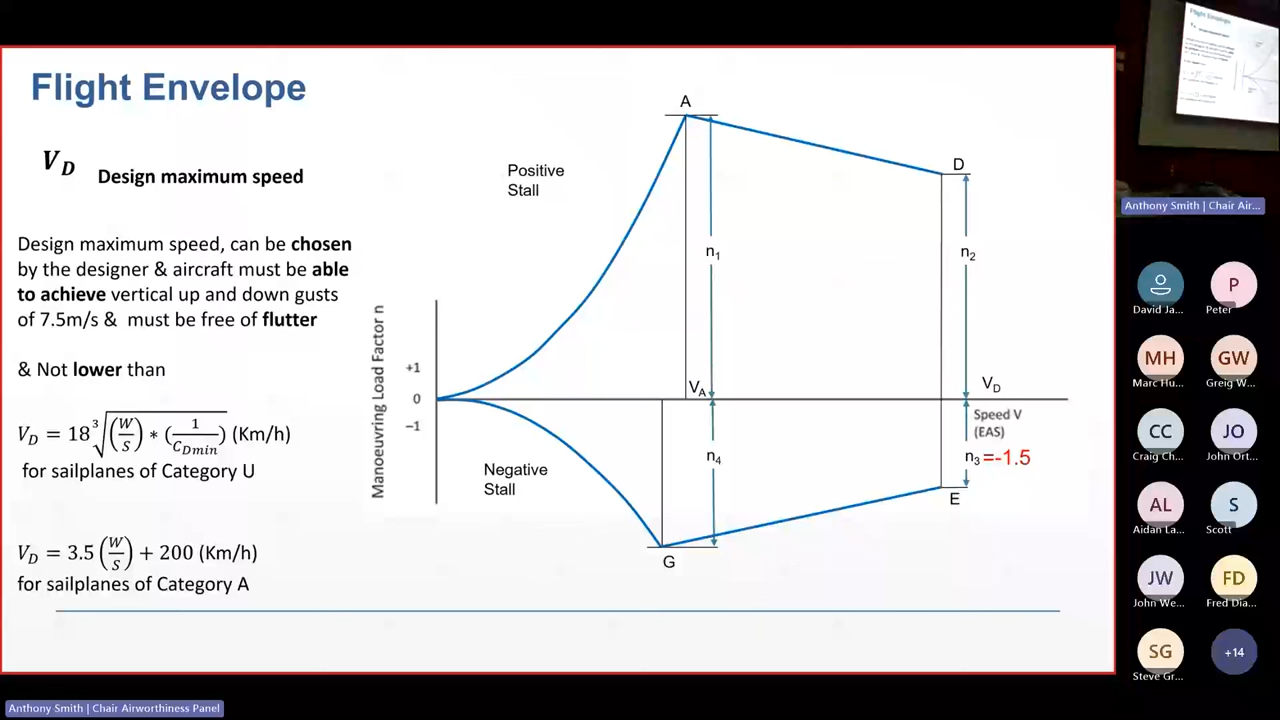 Flight Envelope
V_D Design maximum speed
Design maximum speed, can be chosen
by the designer & aircraft must be able
to achieve vertical up and down gusts
of 7.5m/s & must be free of flutter
& Not lower than
V_D = 18 ∛((W/S) * (1/C_Dmin)) (Km/h)
for sailplanes of Category U
V_D = 3.5 (W/S) + 200 (Km/h)
for sailplanes of Category A
Manoeuvring Load Factor n
+1
0
−1
Positive
Stall
Negative
Stall
A
D
n1
n2
VA
VD
Speed V
(EAS)
n3=-1.5
n4
E
G
Flight Envelope
Anthony Smith | Chair Air...
David Ja...
P
Peter
MH
Marc Hu...
GW
Greig W...
CC
Craig Ch...
JO
John Ort...
AL
Aidan La...
S
Scott
JW
John We...
FD
Fred Dia...
SG
Steve Gr...
+14
Anthony Smith | Chair Airworthiness Panel